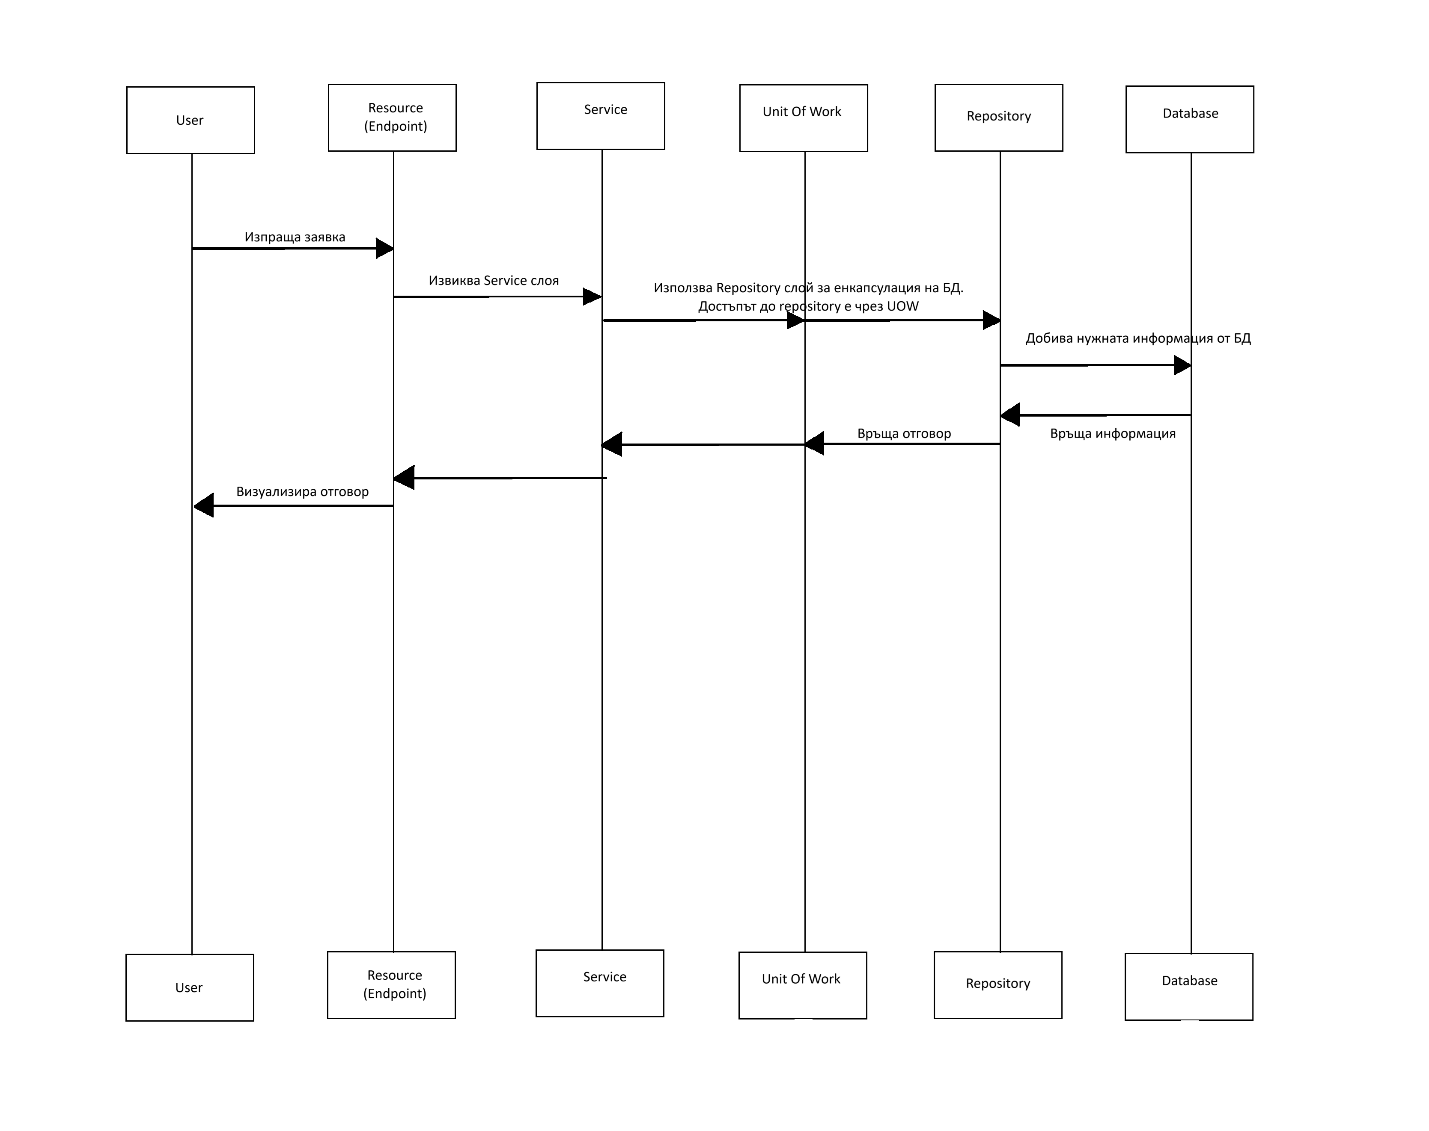 User
Resource
(Endpoint)
Service
Unit Of Work
Repository
Database
Изпраща заявка
Извиква Service слоя
Използва Repository слой за енкапсулация на БД.
Достъпът до repository е чрез UOW
Добива нужната информация от БД
Връща отговор
Връща информация
Визуализира отговор
User
Resource
(Endpoint)
Service
Unit Of Work
Repository
Database